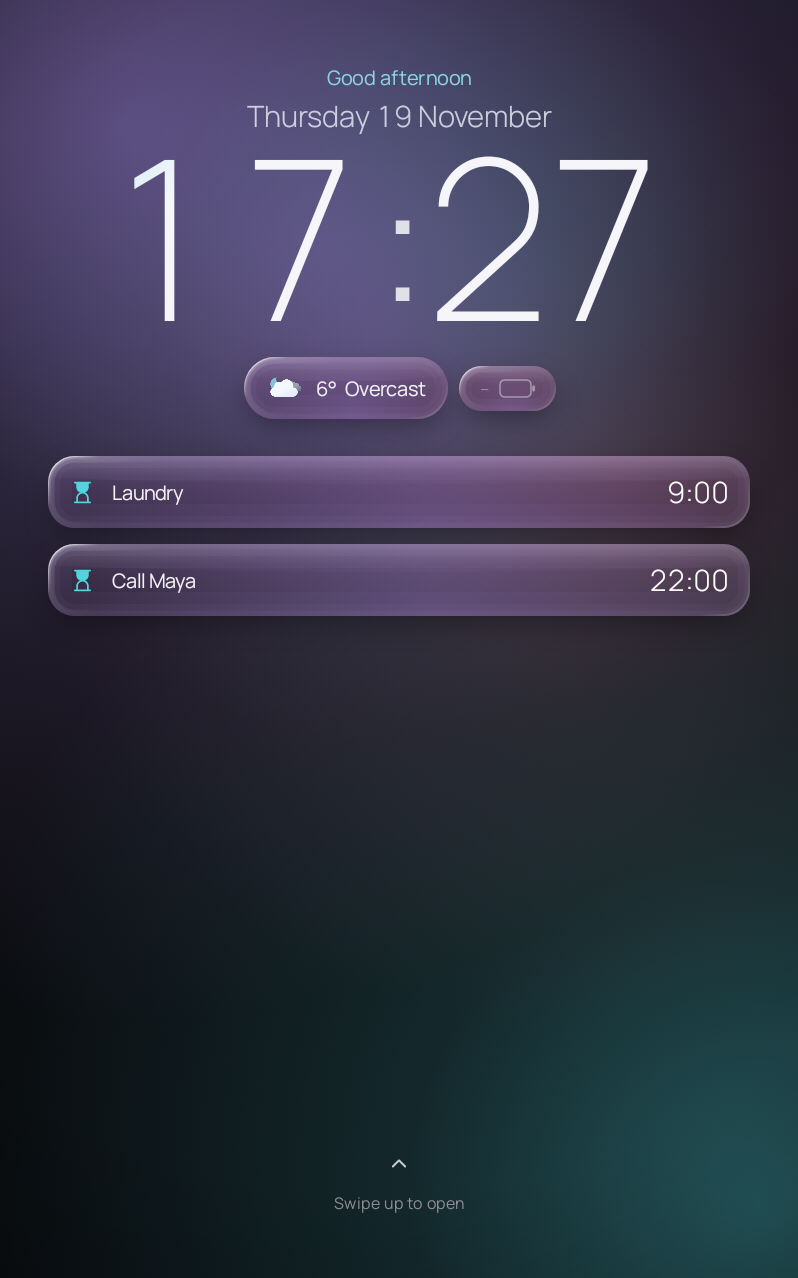 Good afternoon
Thursday 19 November
17:27
6° Overcast
–
Laundry 9:00
Call Maya 22:00
Swipe up to open